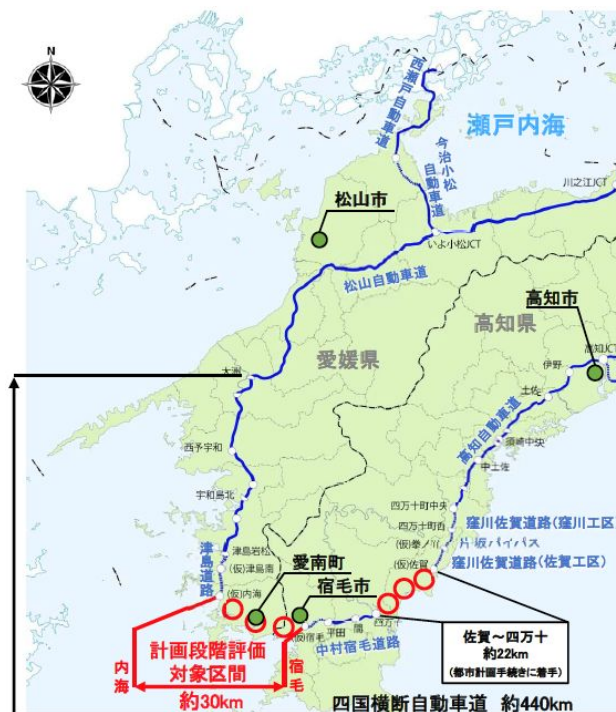 N
西瀬戸自動車道
瀬戸内海
今治小松
自動車道
川之江JCT
松山市
いよ小松JCT
松山自動車道
高知市
高知県
愛媛県
高知JCT
伊野
大洲
土佐
須崎中央
高知自動車道
中土佐
西予宇和
宇和島北
四万十町中央
四万十町西
窪川佐賀道路(窪川工区
片坂バイパス
(仮)佐賀
窪川佐賀道路(佐賀工区)
津島道路
津島岩松
(仮)津島南
愛南町
(仮)内海
宿毛市
(仮)宿毛
平田
間
四万十
中村宿毛道路
計画段階評価
対象区間
内海
宿毛
約30km
佐賀～四万十
約22km
(都市計画手続きに着手)
四国横断自動車道 約440km